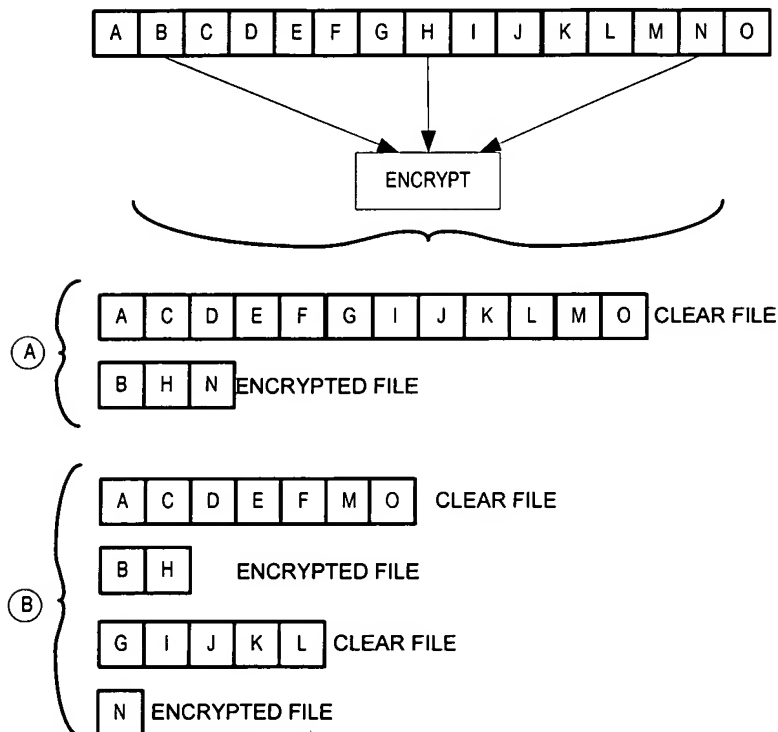 A B C D E F G H I J K L M N O
ENCRYPT
A C D E F G I J K L M O CLEAR FILE
A
B H N ENCRYPTED FILE
A C D E F M O CLEAR FILE
B H ENCRYPTED FILE
B
G I J K L CLEAR FILE
N ENCRYPTED FILE